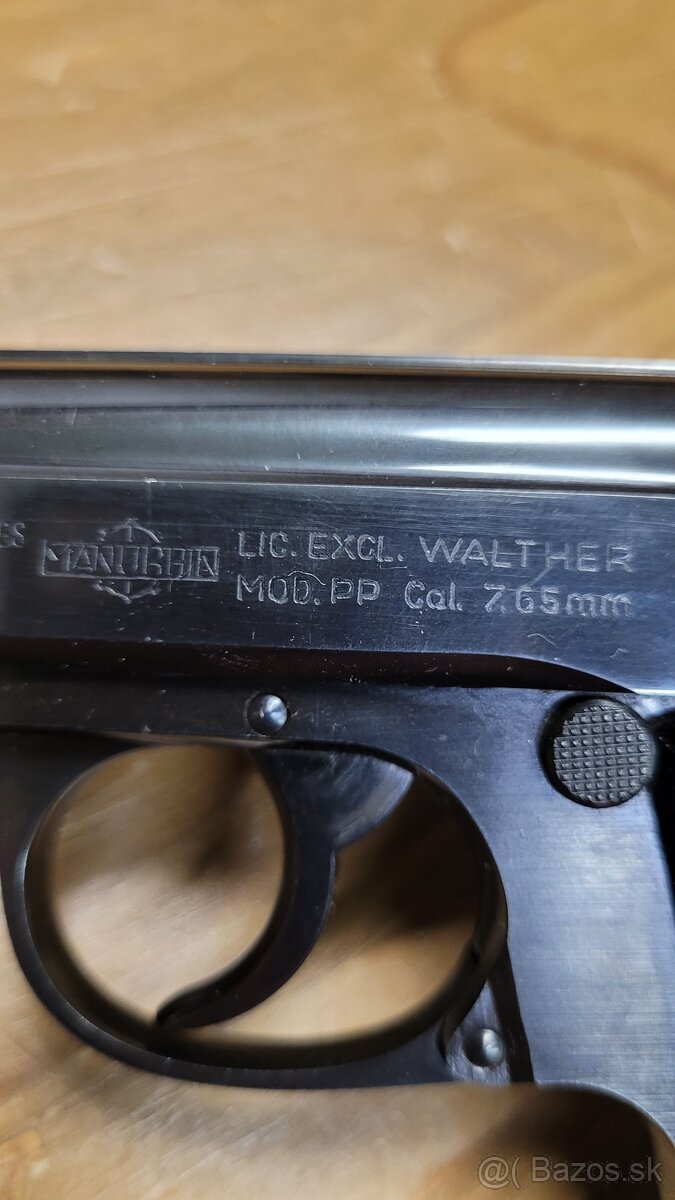 MANURHIN
LIC. EXCL. WALTHER
MOD. PP Cal. 7,65mm
@( Bazos.sk